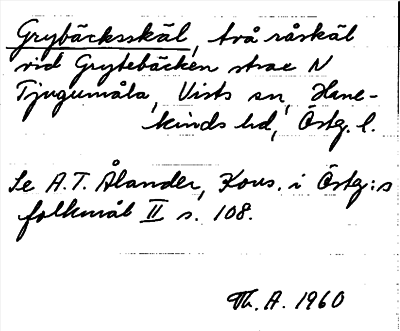 Grybäcksskäl, två råskäl
vid Grytebäcken strax N
Tjugumåla, Vists sn, Hane-
kinds hd, Östg. l.
Se A.T. Ålander, Kons. i Östg:s
folkmål II s. 108.
Th. A. 1960